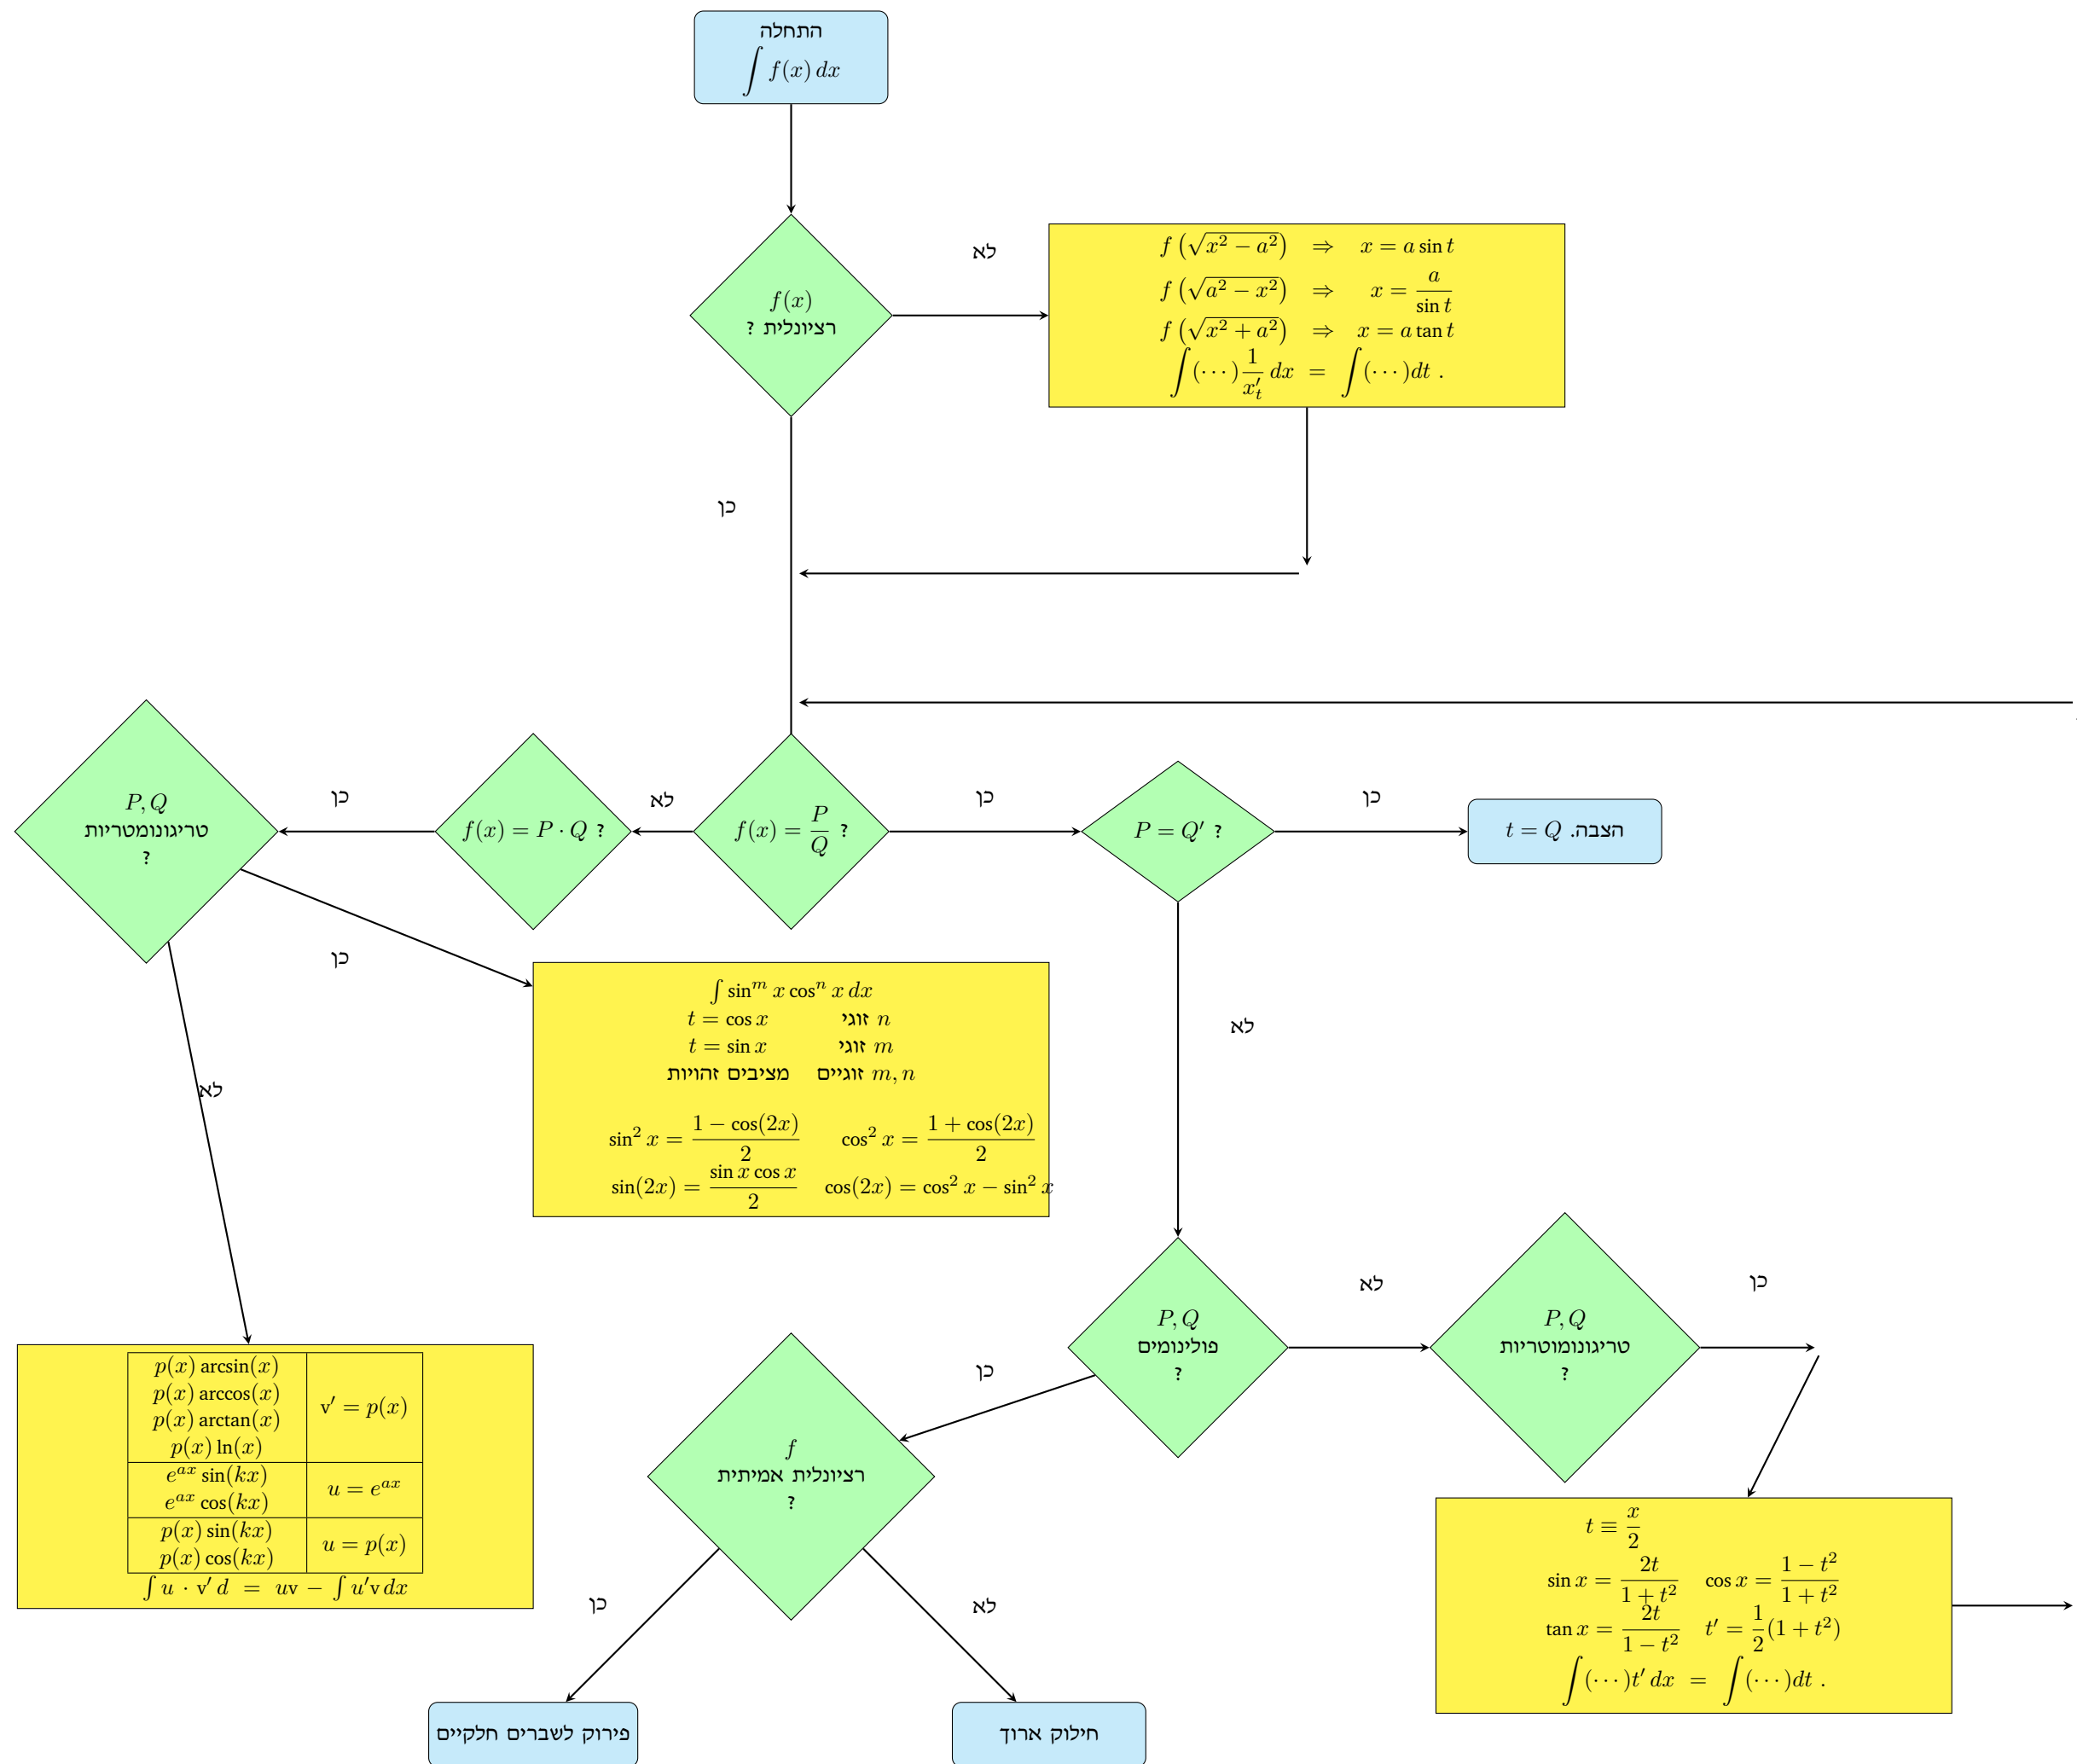 התחלה
∫ f(x) dx
לא
f(x)
רציונלית ?
f (√(x² − a²)) ⇒ x = a sin t
f (√(a² − x²)) ⇒ x = a/sin t
f (√(x² + a²)) ⇒ x = a tan t
∫(⋯) 1/x′ₜ dx = ∫(⋯)dt .
כן
P, Q
טריגונומטריות
?
כן
f(x) = P · Q ?
לא
f(x) = P/Q ?
כן
P = Q′ ?
כן
הצבה. t = Q
כן
לא
∫ sinᵐ x cosⁿ x dx
t = cos x n זוגי
t = sin x m זוגי
מציבים זהויות m, n זוגיים
sin² x = (1 − cos(2x))/2 cos² x = (1 + cos(2x))/2
sin(2x) = (sin x cos x)/2 cos(2x) = cos² x − sin² x
לא
P, Q
פולינומים
?
לא
P, Q
טריגונומוטריות
?
כן
כן
p(x) arcsin(x)
p(x) arccos(x)
p(x) arctan(x)
p(x) ln(x)
v′ = p(x)
e^{ax} sin(kx)
e^{ax} cos(kx)
u = e^{ax}
p(x) sin(kx)
p(x) cos(kx)
u = p(x)
∫ u · v′ d = uv − ∫ u′v dx
f
רציונלית אמיתית
?
t ≡ x/2
sin x = 2t/(1 + t²) cos x = (1 − t²)/(1 + t²)
tan x = 2t/(1 − t²) t′ = 1/2(1 + t²)
∫(⋯)t′ dx = ∫(⋯)dt .
כן
לא
פירוק לשברים חלקיים
חילוק ארוך